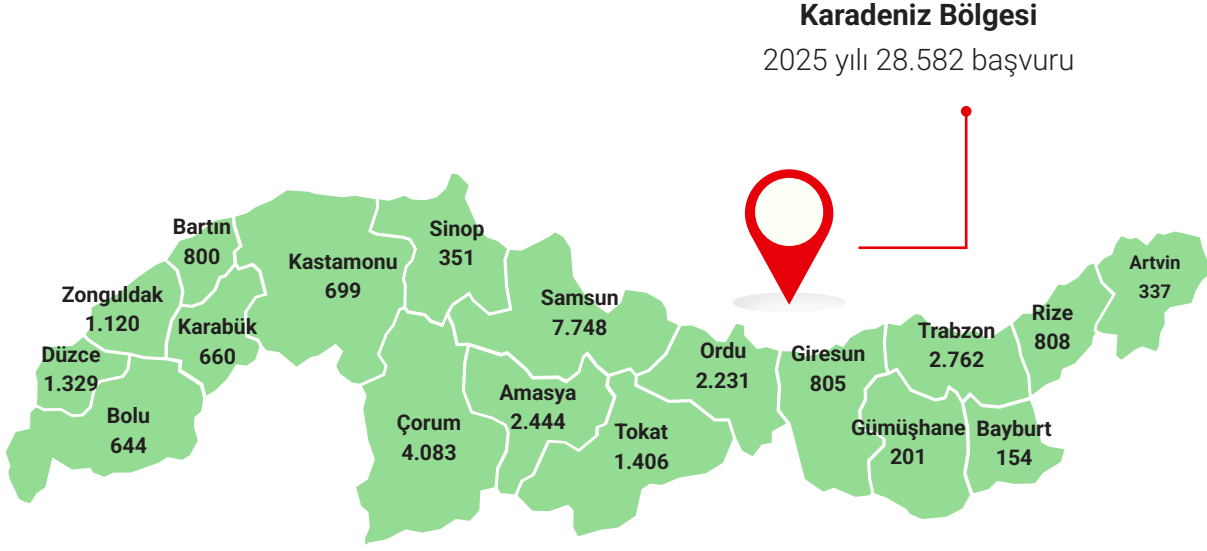 Karadeniz Bölgesi
2025 yılı 28.582 başvuru
Bartın
800
Kastamonu
699
Sinop
351
Zonguldak
1.120
Karabük
660
Düzce
1.329
Bolu
644
Samsun
7.748
Çorum
4.083
Amasya
2.444
Tokat
1.406
Ordu
2.231
Giresun
805
Trabzon
2.762
Gümüşhane
201
Bayburt
154
Rize
808
Artvin
337